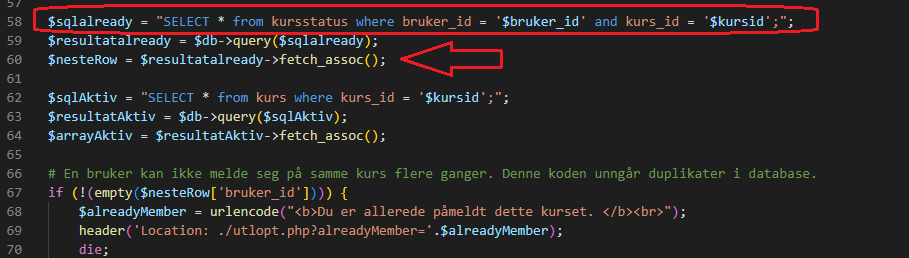 57
58 $sqlalready = "SELECT * from kursstatus where bruker_id = '$bruker_id' and kurs_id = '$kursid';";
59 $resultatalready = $db->query($sqlalready);
60 $nesteRow = $resultatalready->fetch_assoc();
61
62 $sqlAktiv = "SELECT * from kurs where kurs_id = '$kursid';";
63 $resultatAktiv = $db->query($sqlAktiv);
64 $arrayAktiv = $resultatAktiv->fetch_assoc();
65
66 # En bruker kan ikke melde seg på samme kurs flere ganger. Denne koden unngår duplikater i database.
67 if (!(empty($nesteRow['bruker_id']))) {
68 $alreadyMember = urlencode("<b>Du er allerede påmeldt dette kurset. </b><br>");
69 header('Location: ./utlopt.php?alreadyMember='.$alreadyMember);
70 die;